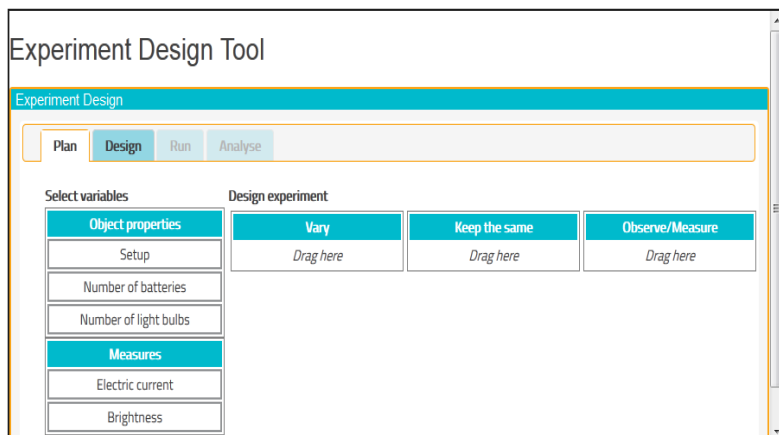 Experiment Design Tool
Experiment Design
Plan Design Run Analyse
Select variables Design experiment
Object properties Vary Keep the same Observe/Measure
Setup Drag here Drag here Drag here
Number of batteries
Number of light bulbs
Measures
Electric current
Brightness